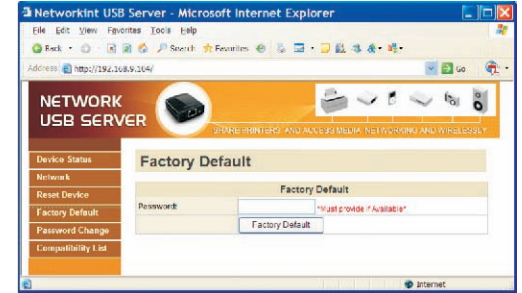 Networkint USB Server - Microsoft Internet Explorer
File Edit View Favorites Tools Help
Back Search Favorites
Address http://192.168.9.104/ Go
NETWORK
USB SERVER
SHARE PRINTERS AND ACCESS MEDIA NETWORKING AND WIRELESSLY
Device Status
Network
Reset Device
Factory Default
Password Change
Compatibility List
Factory Default
Factory Default
Password: *Must provide if Available*
Factory Default
Internet